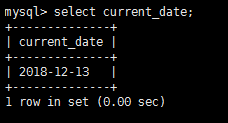 mysql> select current_date;
+--------------+
| current_date |
+--------------+
| 2018-12-13   |
+--------------+
1 row in set (0.00 sec)